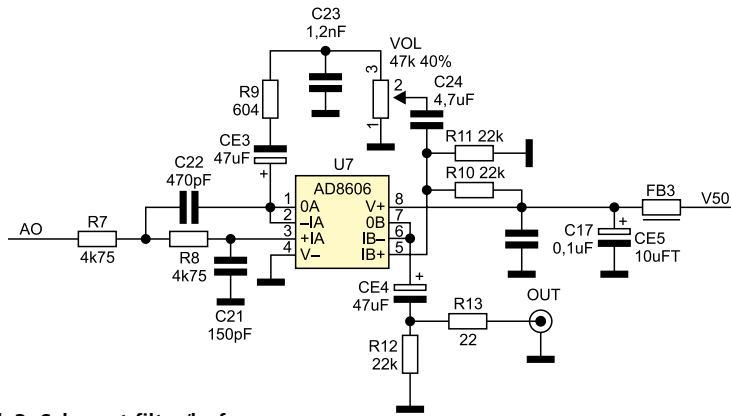 C23
1,2nF
VOL
47k 40%
3
2
1
C24
4,7uF
R9
604
CE3
47uF
+
R11 22k
R10 22k
C22
470pF
U7
AD8606
1
0A
2
–IA
3
+IA
4
V–
V+
8
0B
7
IB–
6
IB+
5
AO
R7
4k75
R8
4k75
C21
150pF
FB3
V50
C17
0,1uF
+
CE5
10uFT
+
CE4
47uF
R13
22
OUT
R12
22k